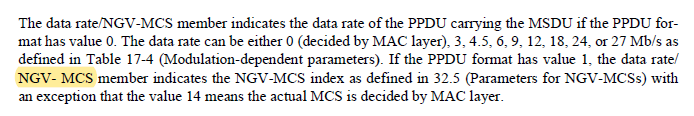 The data rate/NGV-MCS member indicates the data rate of the PPDU carrying the MSDU if the PPDU for-
mat has value 0. The data rate can be either 0 (decided by MAC layer), 3, 4.5, 6, 9, 12, 18, 24, or 27 Mb/s as
defined in Table 17-4 (Modulation-dependent parameters). If the PPDU format has value 1, the data rate/
NGV- MCS member indicates the NGV-MCS index as defined in 32.5 (Parameters for NGV-MCSs) with
an exception that the value 14 means the actual MCS is decided by MAC layer.